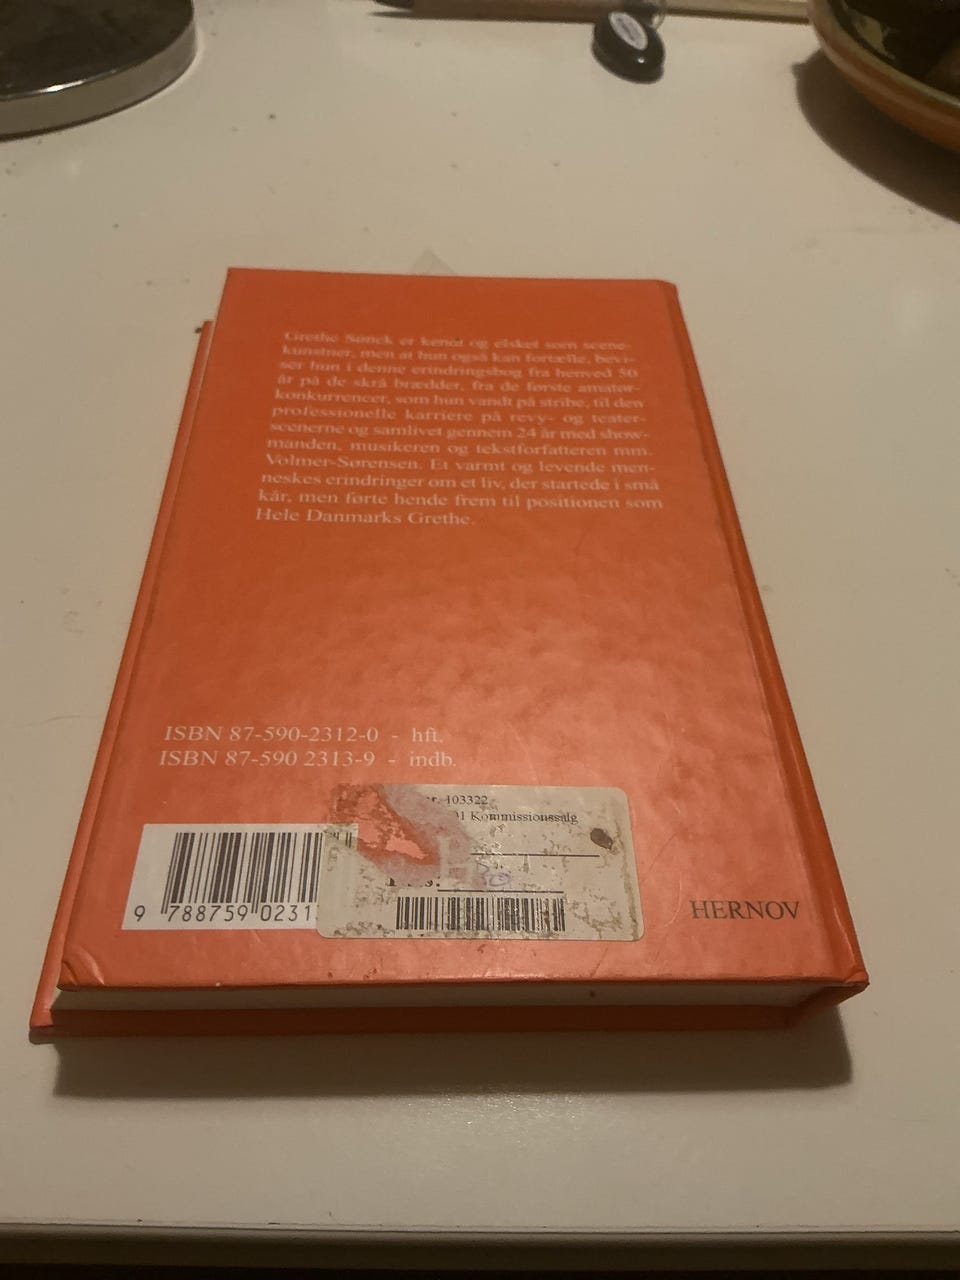 Grethe Sønck er kendt og elsket som scene-
kunstner, men at hun også kan fortælle, bevi-
ser hun i denne erindringsbog fra henved 50
år på de skrå brædder, fra de første amatør-
konkurrencer, som hun vandt på stribe, til den
professionelle karriere på revy- og teater-
scenerne og samlivet gennem 24 år med show-
manden, musikeren og tekstforfatteren mm.
Volmer-Sørensen. Et varmt og levende men-
neskes erindringer om et liv, der startede i små
kår, men førte hende frem til positionen som
Hele Danmarks Grethe.
ISBN 87-590-2312-0 - hft.
ISBN 87-590 2313-9 - indb.
nr. 103322
01 Kommissionssalg
9 788759 0231
HERNOV